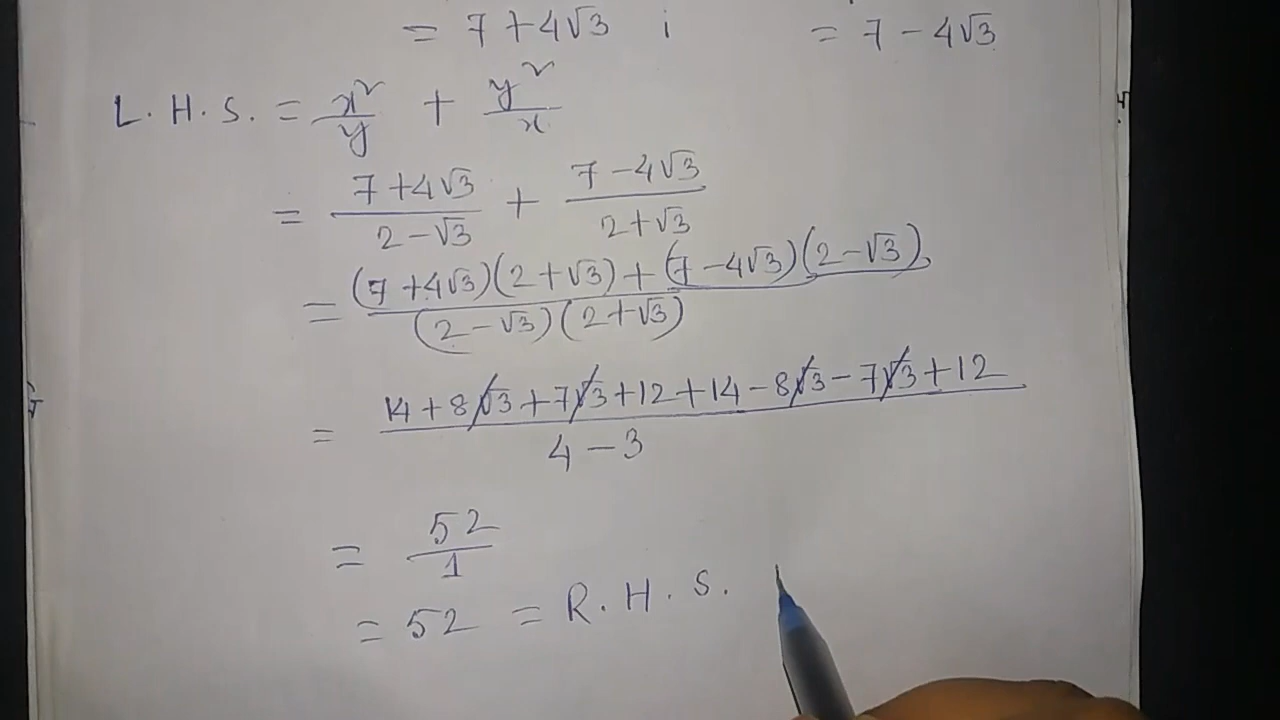 = 7 + 4√3 ; = 7 - 4√3
L.H.S. = x²/y + y²/x
= (7 + 4√3)/(2 - √3) + (7 - 4√3)/(2 + √3)
= ((7 + 4√3)(2 + √3) + (7 - 4√3)(2 - √3))/((2 - √3)(2 + √3))
= (14 + 8√3 + 7√3 + 12 + 14 - 8√3 - 7√3 + 12)/(4 - 3)
= 52/1
= 52 = R.H.S.